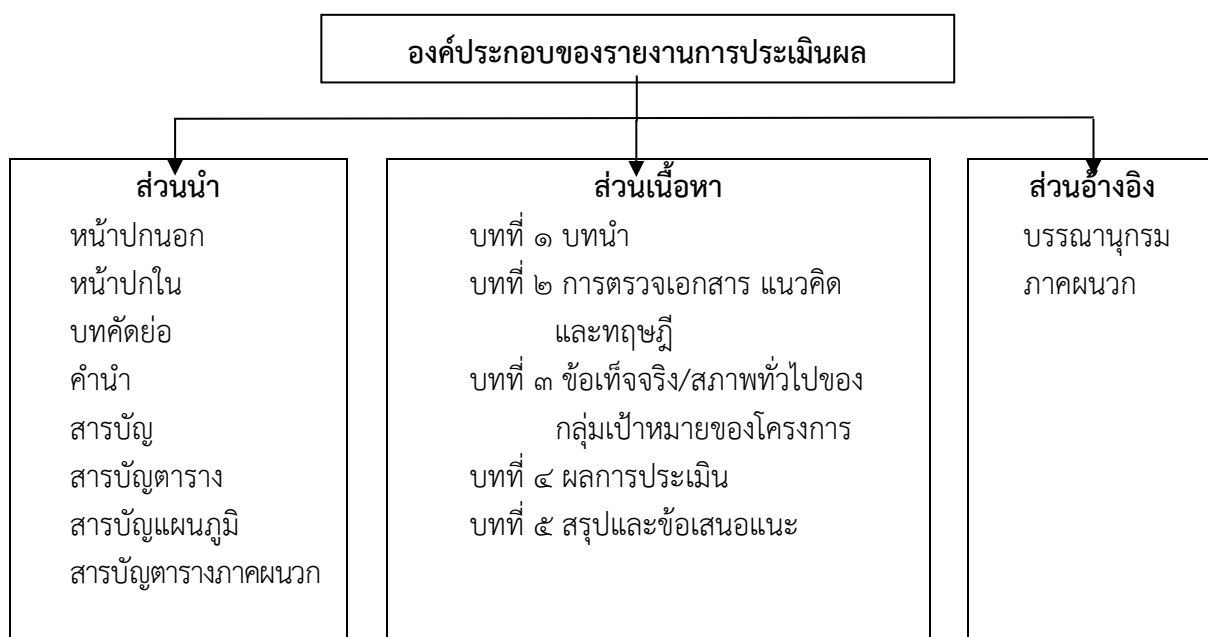 องค์ประกอบของรายงานการประเมินผล
ส่วนนำ
หน้าปกนอก
หน้าปกใน
บทคัดย่อ
คำนำ
สารบัญ
สารบัญตาราง
สารบัญแผนภูมิ
สารบัญตารางภาคผนวก
ส่วนเนื้อหา
บทที่ ๑ บทนำ
บทที่ ๒ การตรวจเอกสาร แนวคิด
และทฤษฎี
บทที่ ๓ ข้อเท็จจริง/สภาพทั่วไปของ
กลุ่มเป้าหมายของโครงการ
บทที่ ๔ ผลการประเมิน
บทที่ ๕ สรุปและข้อเสนอแนะ
ส่วนอ้างอิง
บรรณานุกรม
ภาคผนวก